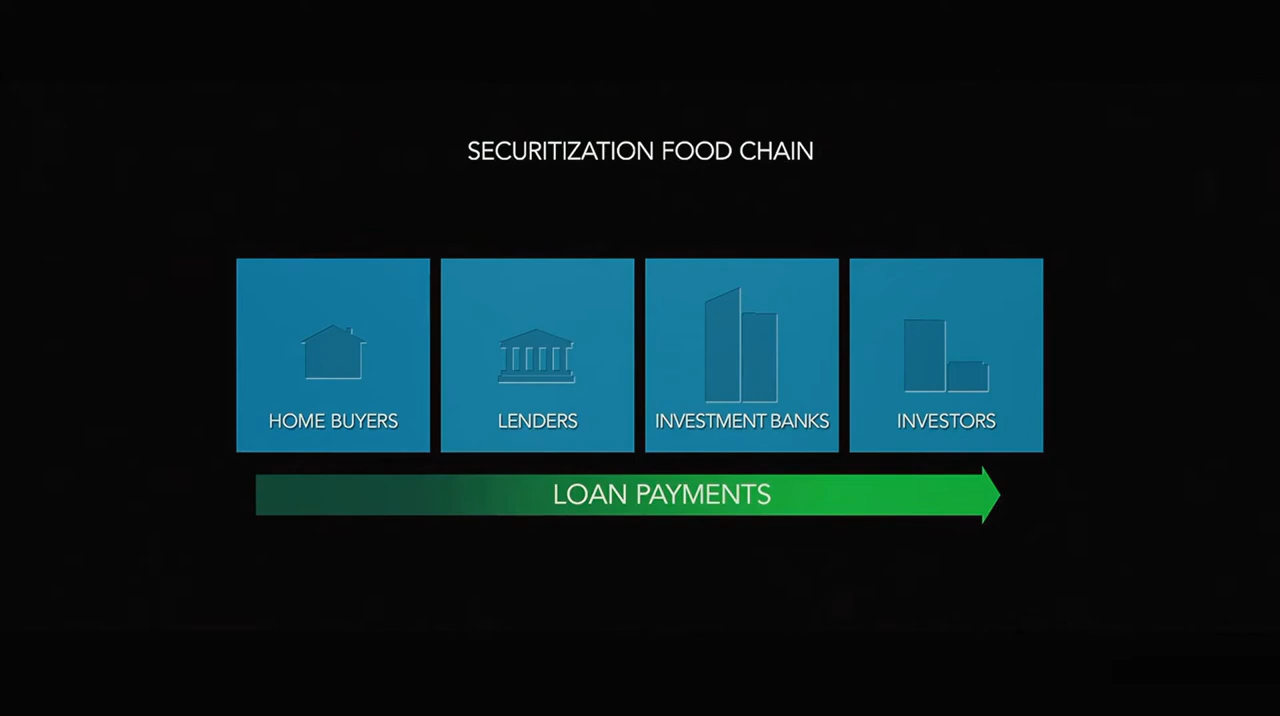 SECURITIZATION FOOD CHAIN
HOME BUYERS
LENDERS
INVESTMENT BANKS
INVESTORS
LOAN PAYMENTS